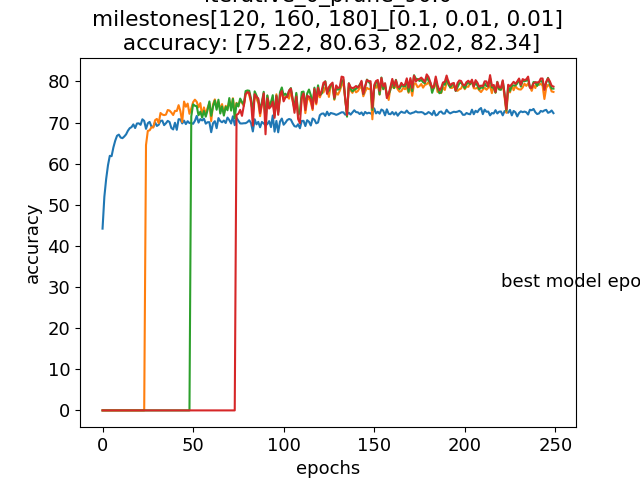 milestones[120, 160, 180]_[0.1, 0.01, 0.01]
accuracy: [75.22, 80.63, 82.02, 82.34]
accuracy
80
70
60
50
40
30
20
10
0
best model epo
0 50 100 150 200 250
epochs